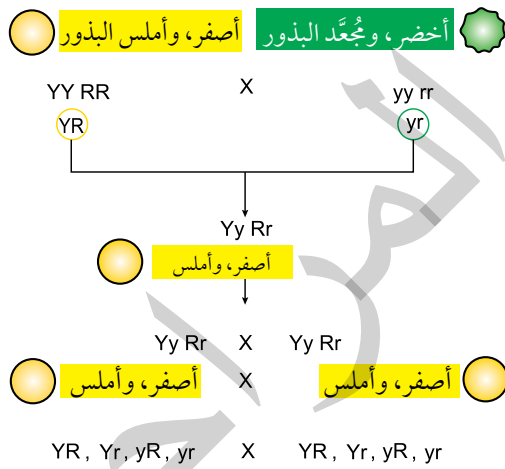 أصفر، وأملس البذور أخضر، ومُجعَّد البذور
YY RR X yy rr
YR yr
Yy Rr
أصفر، وأملس
Yy Rr X Yy Rr
أصفر، وأملس X أصفر، وأملس
YR , Yr, yR, yr X YR, Yr, yR, yr